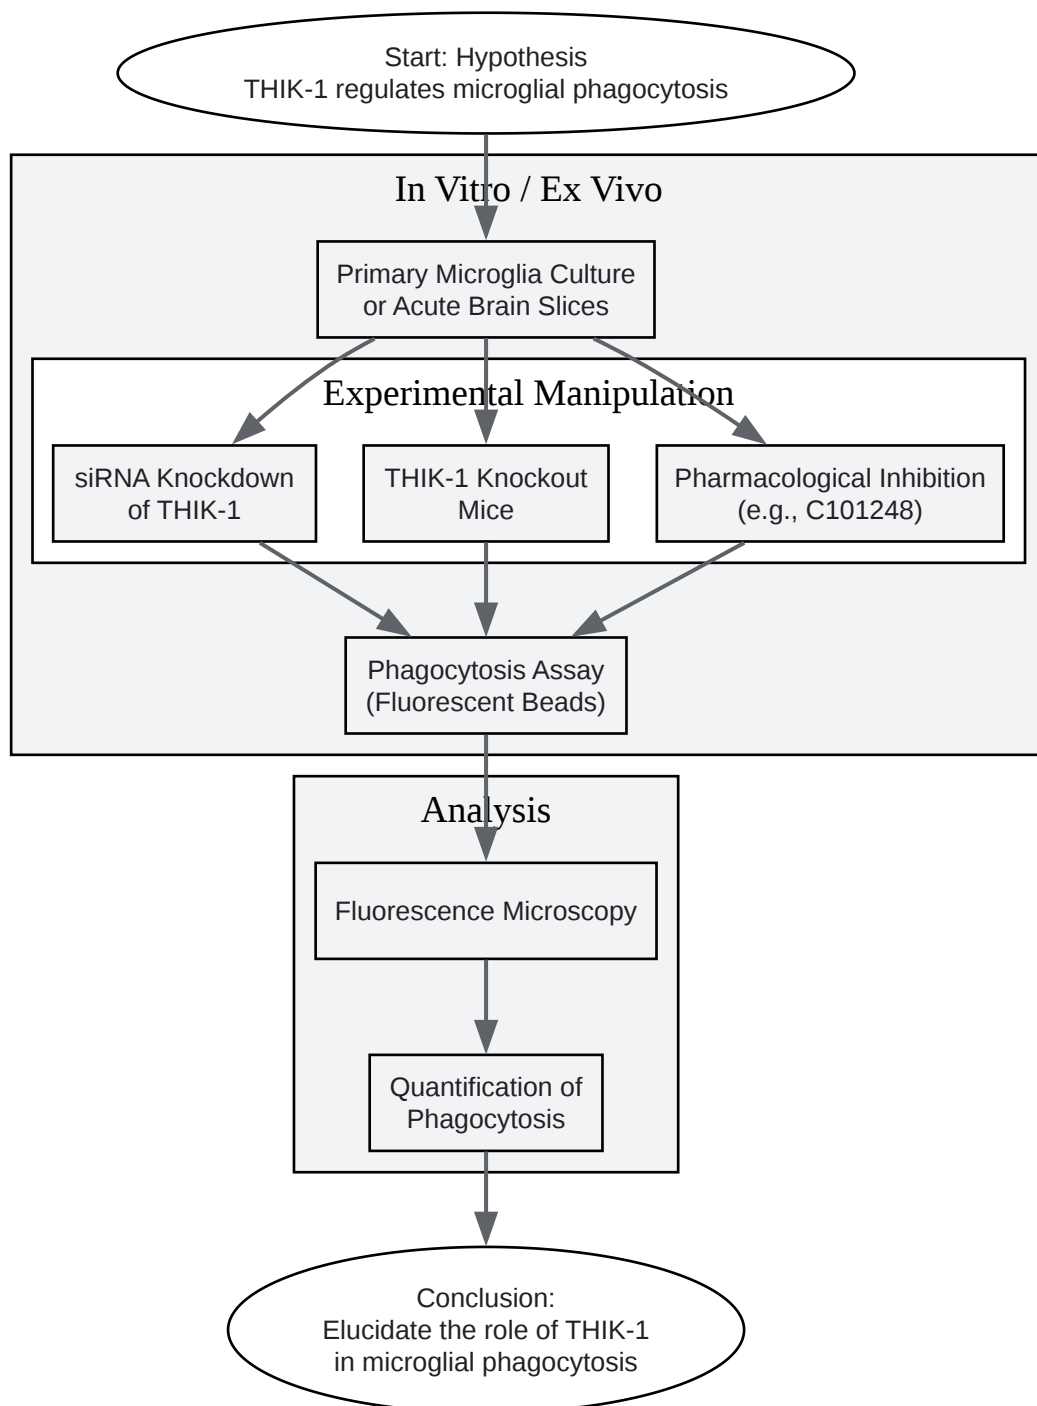 Start: Hypothesis
THIK-1 regulates microglial phagocytosis
In Vitro / Ex Vivo
Primary Microglia Culture
or Acute Brain Slices
Experimental Manipulation
siRNA Knockdown
of THIK-1
THIK-1 Knockout
Mice
Pharmacological Inhibition
(e.g., C101248)
Phagocytosis Assay
(Fluorescent Beads)
Analysis
Fluorescence Microscopy
Quantification of
Phagocytosis
Conclusion:
Elucidate the role of THIK-1
in microglial phagocytosis